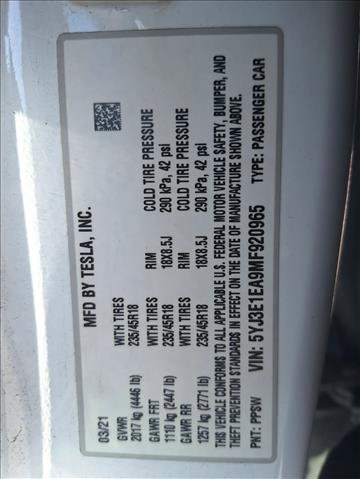 MFD BY TESLA, INC.
03/21
GVWR
2017 kg (4446 lb)
WITH TIRES
235/45R18
GAWR FRT WITH TIRES RIM COLD TIRE PRESSURE
1110 kg (2447 lb) 235/45R18 18X8.5J 290 kPa, 42 psi
GAWR RR WITH TIRES RIM COLD TIRE PRESSURE
1257 kg (2771 lb) 235/45R18 18X8.5J 290 kPa, 42 psi
THIS VEHICLE CONFORMS TO ALL APPLICABLE U.S. FEDERAL MOTOR VEHICLE SAFETY, BUMPER, AND
THEFT PREVENTION STANDARDS IN EFFECT ON THE DATE OF MANUFACTURE SHOWN ABOVE.
VIN: 5YJ3E1EA9MF920965 TYPE: PASSENGER CAR
PNT: PPSW